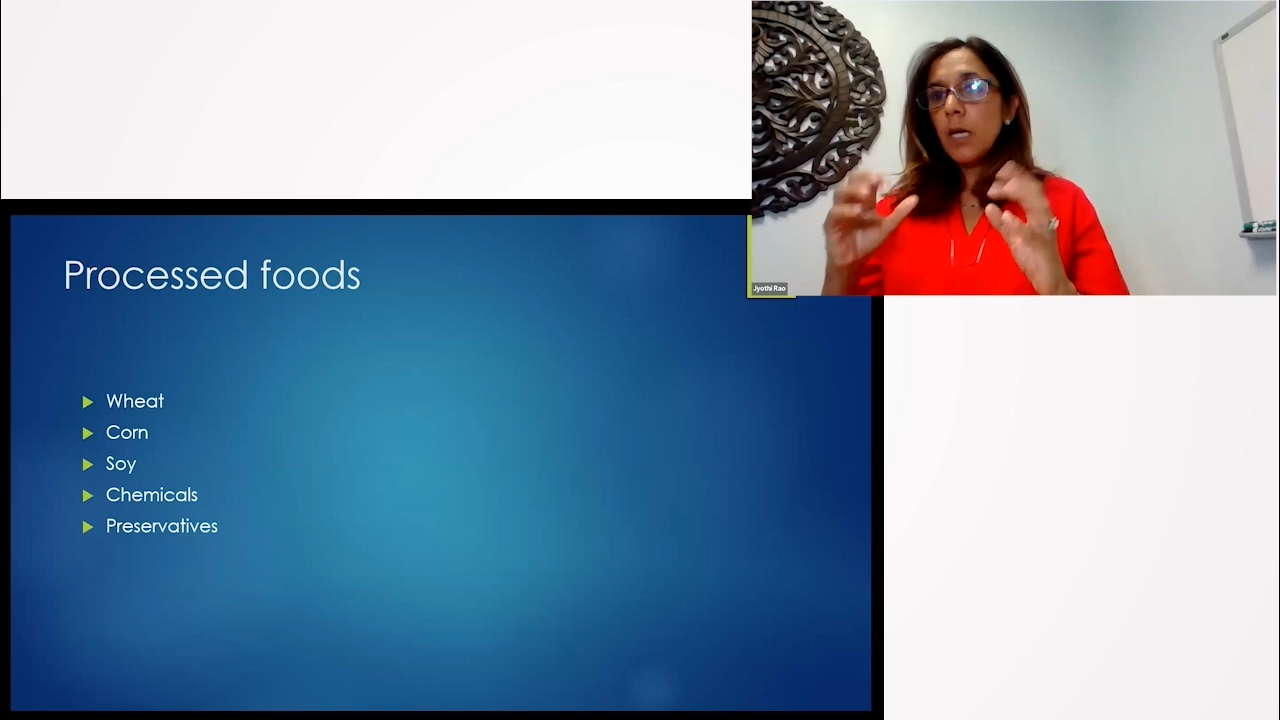 Jyothi Rao
Processed foods
Wheat
Corn
Soy
Chemicals
Preservatives